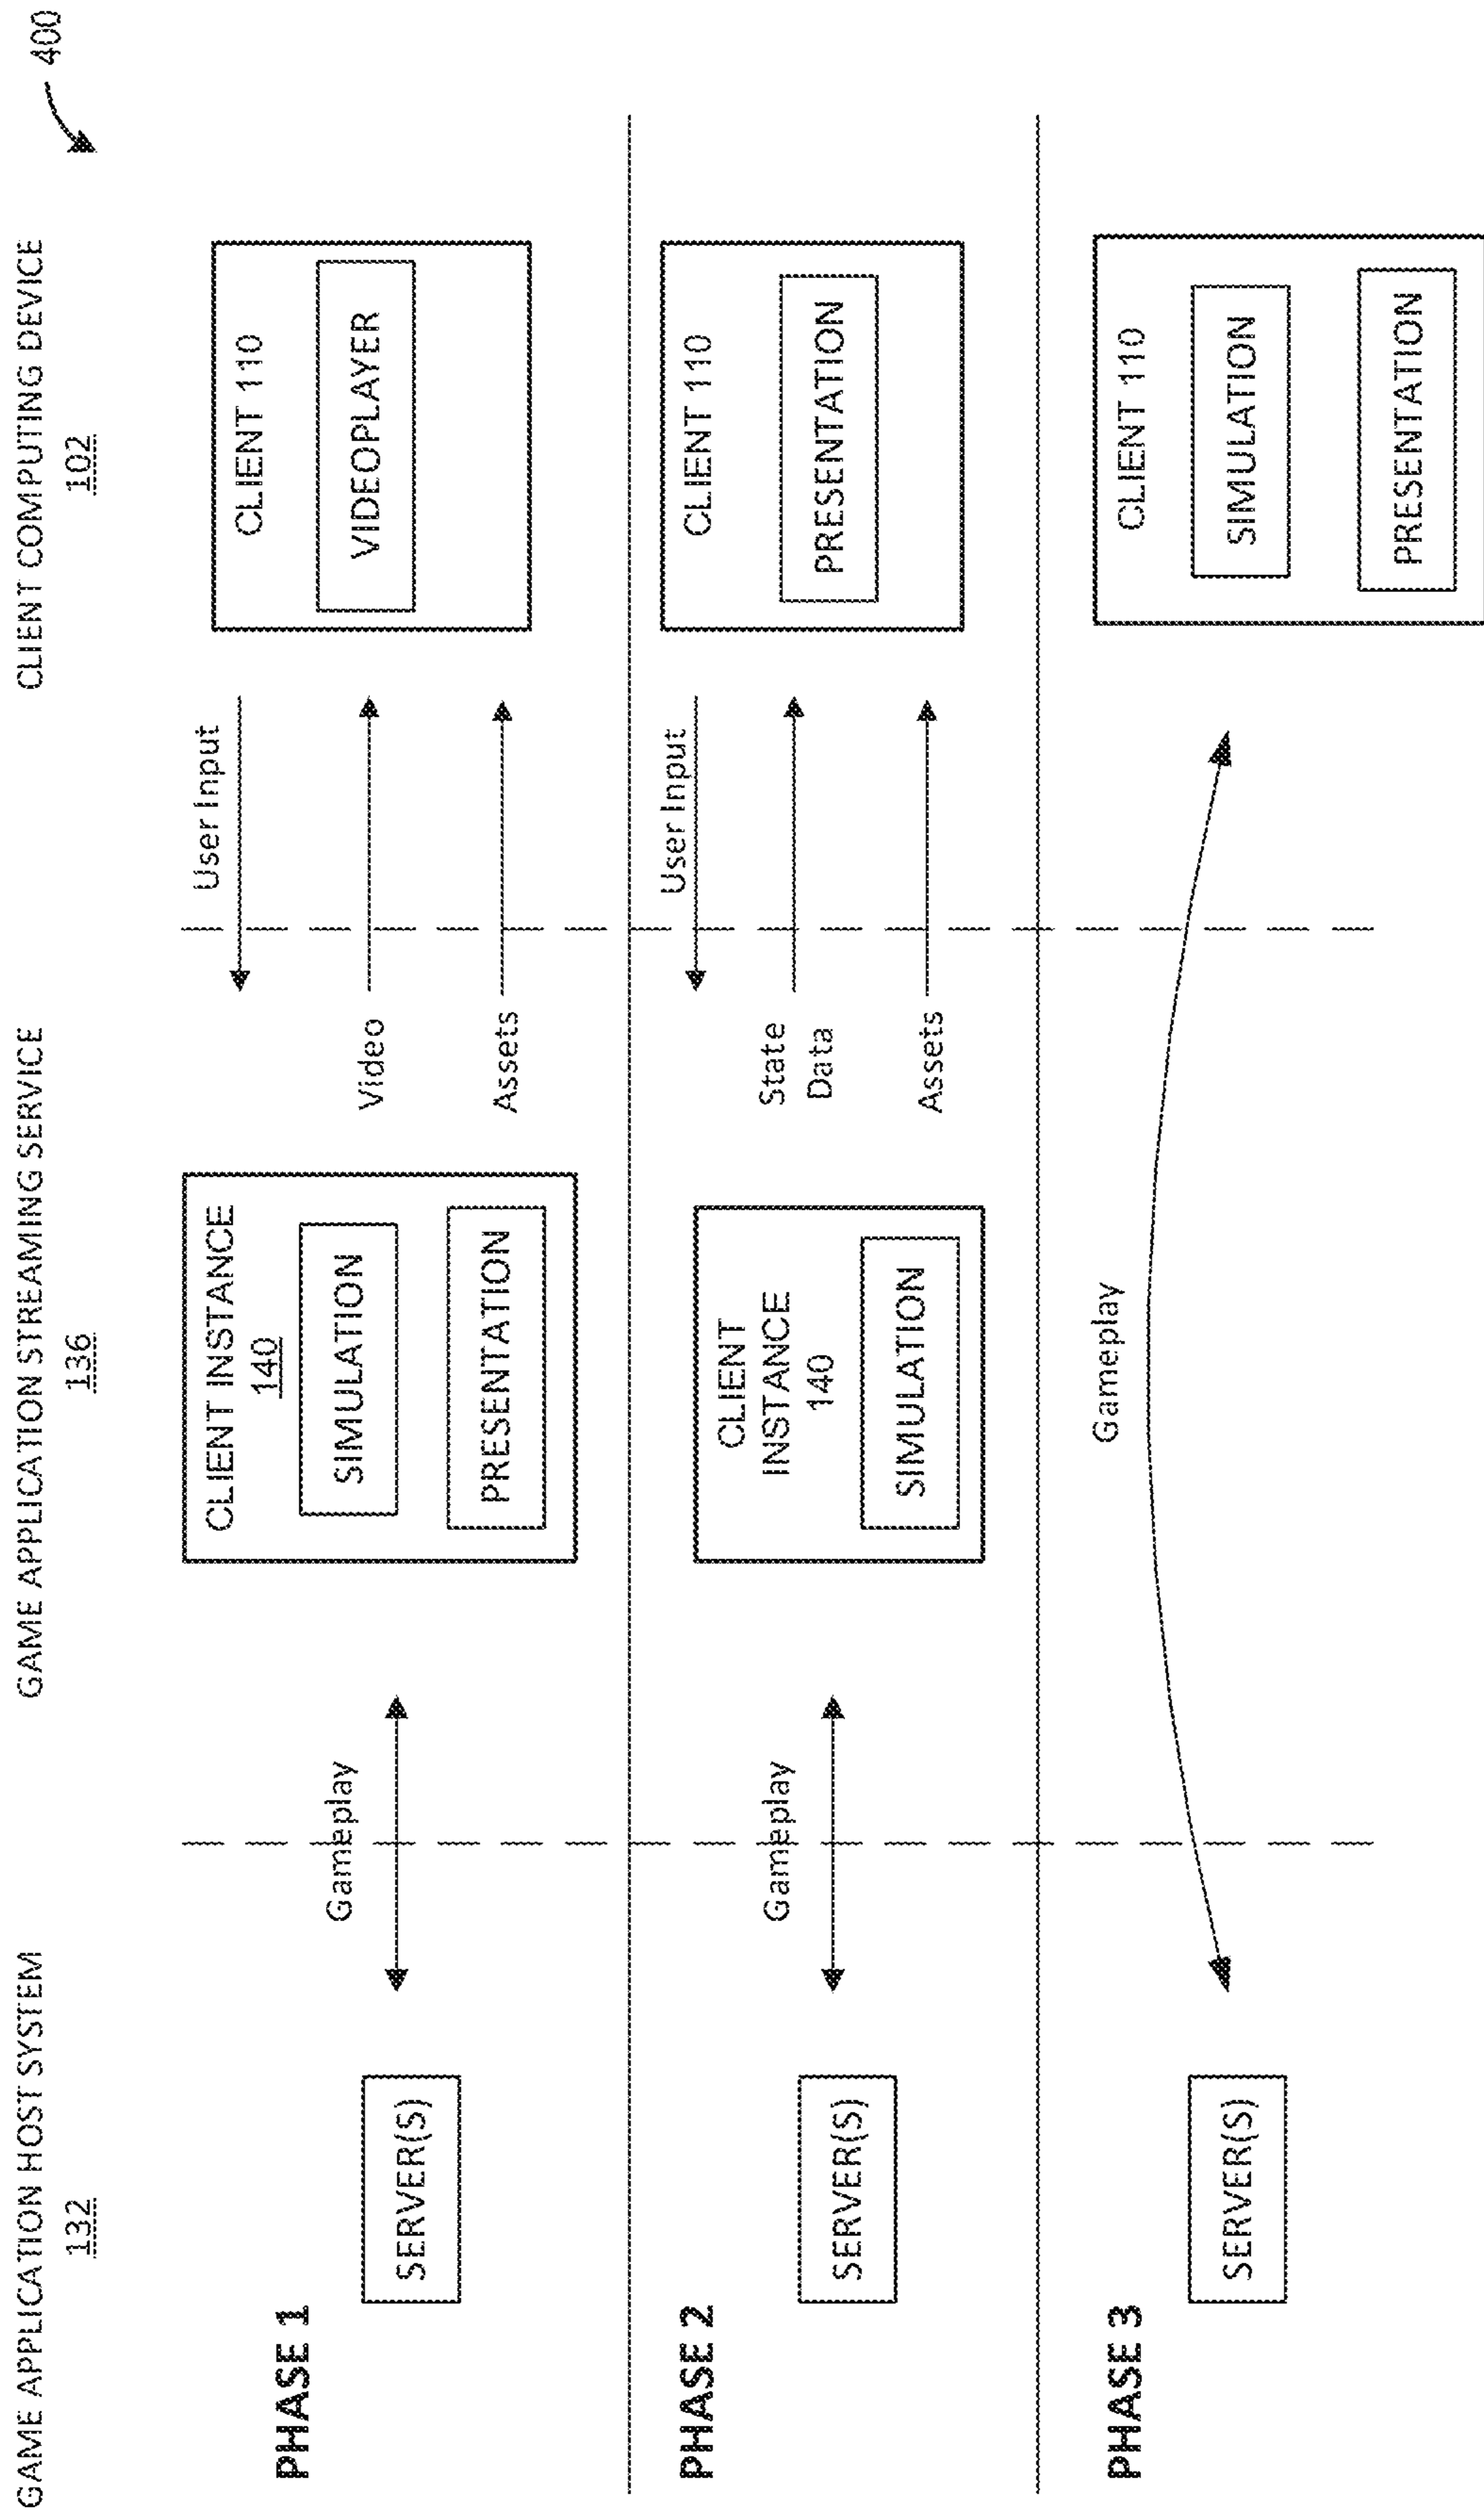 400
GAME APPLICATION HOST SYSTEM
132
GAME APPLICATION STREAMING SERVICE
136
CLIENT COMPUTING DEVICE
102
PHASE 1
SERVER(S)
Gameplay
CLIENT INSTANCE
140
SIMULATION
PRESENTATION
User Input
Video
Assets
CLIENT 110
VIDEOPLAYER
PHASE 2
SERVER(S)
Gameplay
CLIENT
INSTANCE
140
SIMULATION
User Input
State
Data
Assets
CLIENT 110
PRESENTATION
PHASE 3
SERVER(S)
Gameplay
CLIENT 110
SIMULATION
PRESENTATION